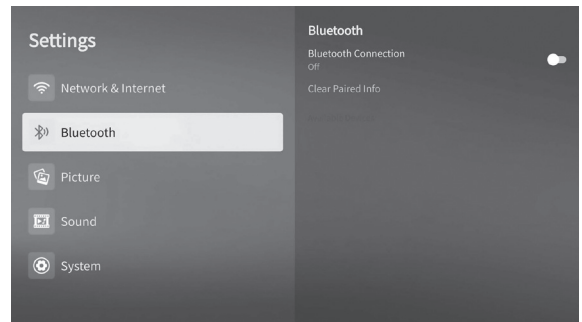 Settings
Network & Internet
Bluetooth
Picture
Sound
System
Bluetooth
Bluetooth Connection
Off
Clear Paired Info